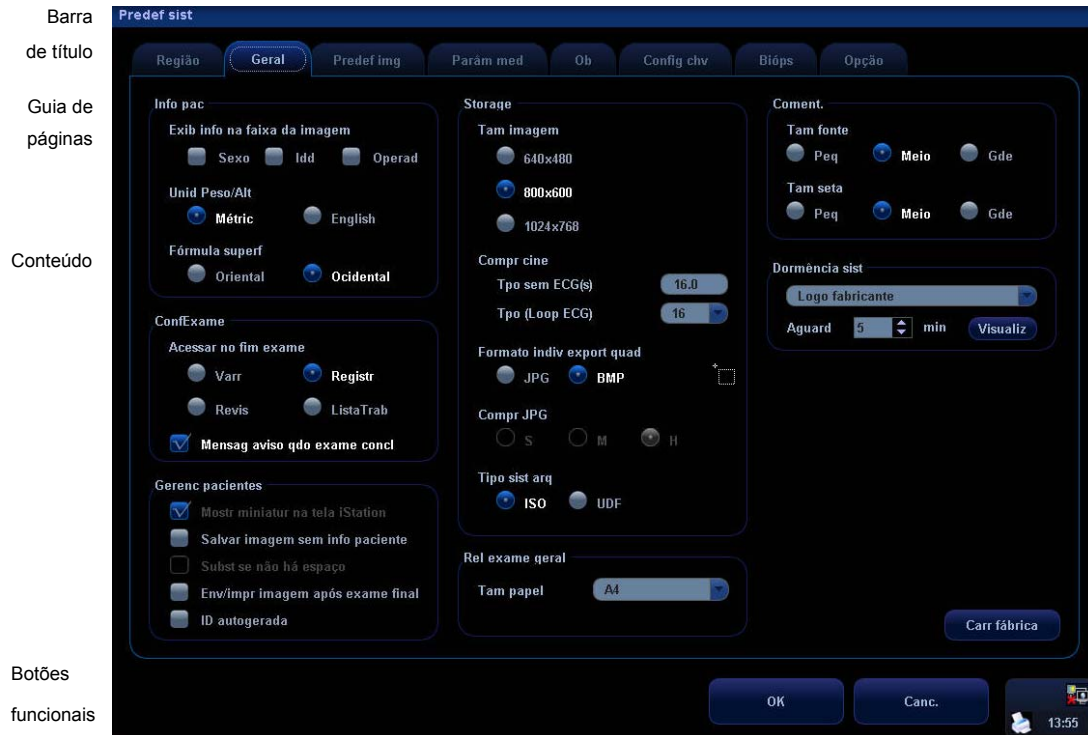 Barra
de título
Guia de
páginas
Conteúdo
Botões
funcionais
Predef sist
Região Geral Predef img Parâm med Ob Config chv Bióps Opção
Info pac
Exib info na faixa da imagem
Sexo Idd Operad
Unid Peso/Alt
Métric English
Fórmula superf
Oriental Ocidental
ConfExame
Acessar no fim exame
Varr Registr
Revis ListaTrab
Mensag aviso qdo exame concl
Gerenc pacientes
Mostr miniatur na tela iStation
Salvar imagem sem info paciente
Subst se não há espaço
Env/impr imagem após exame final
ID autogerada
Storage
Tam imagem
640x480
800x600
1024x768
Compr cine
Tpo sem ECG(s) 16.0
Tpo (Loop ECG) 16
Formato indiv export quad
JPG BMP
Compr JPG
S M H
Tipo sist arq
ISO UDF
Rel exame geral
Tam papel A4
Coment.
Tam fonte
Peq Meio Gde
Tam seta
Peq Meio Gde
Dormência sist
Logo fabricante
Aguard 5 min Visualiz
Carr fábrica
OK Canc.
13:55